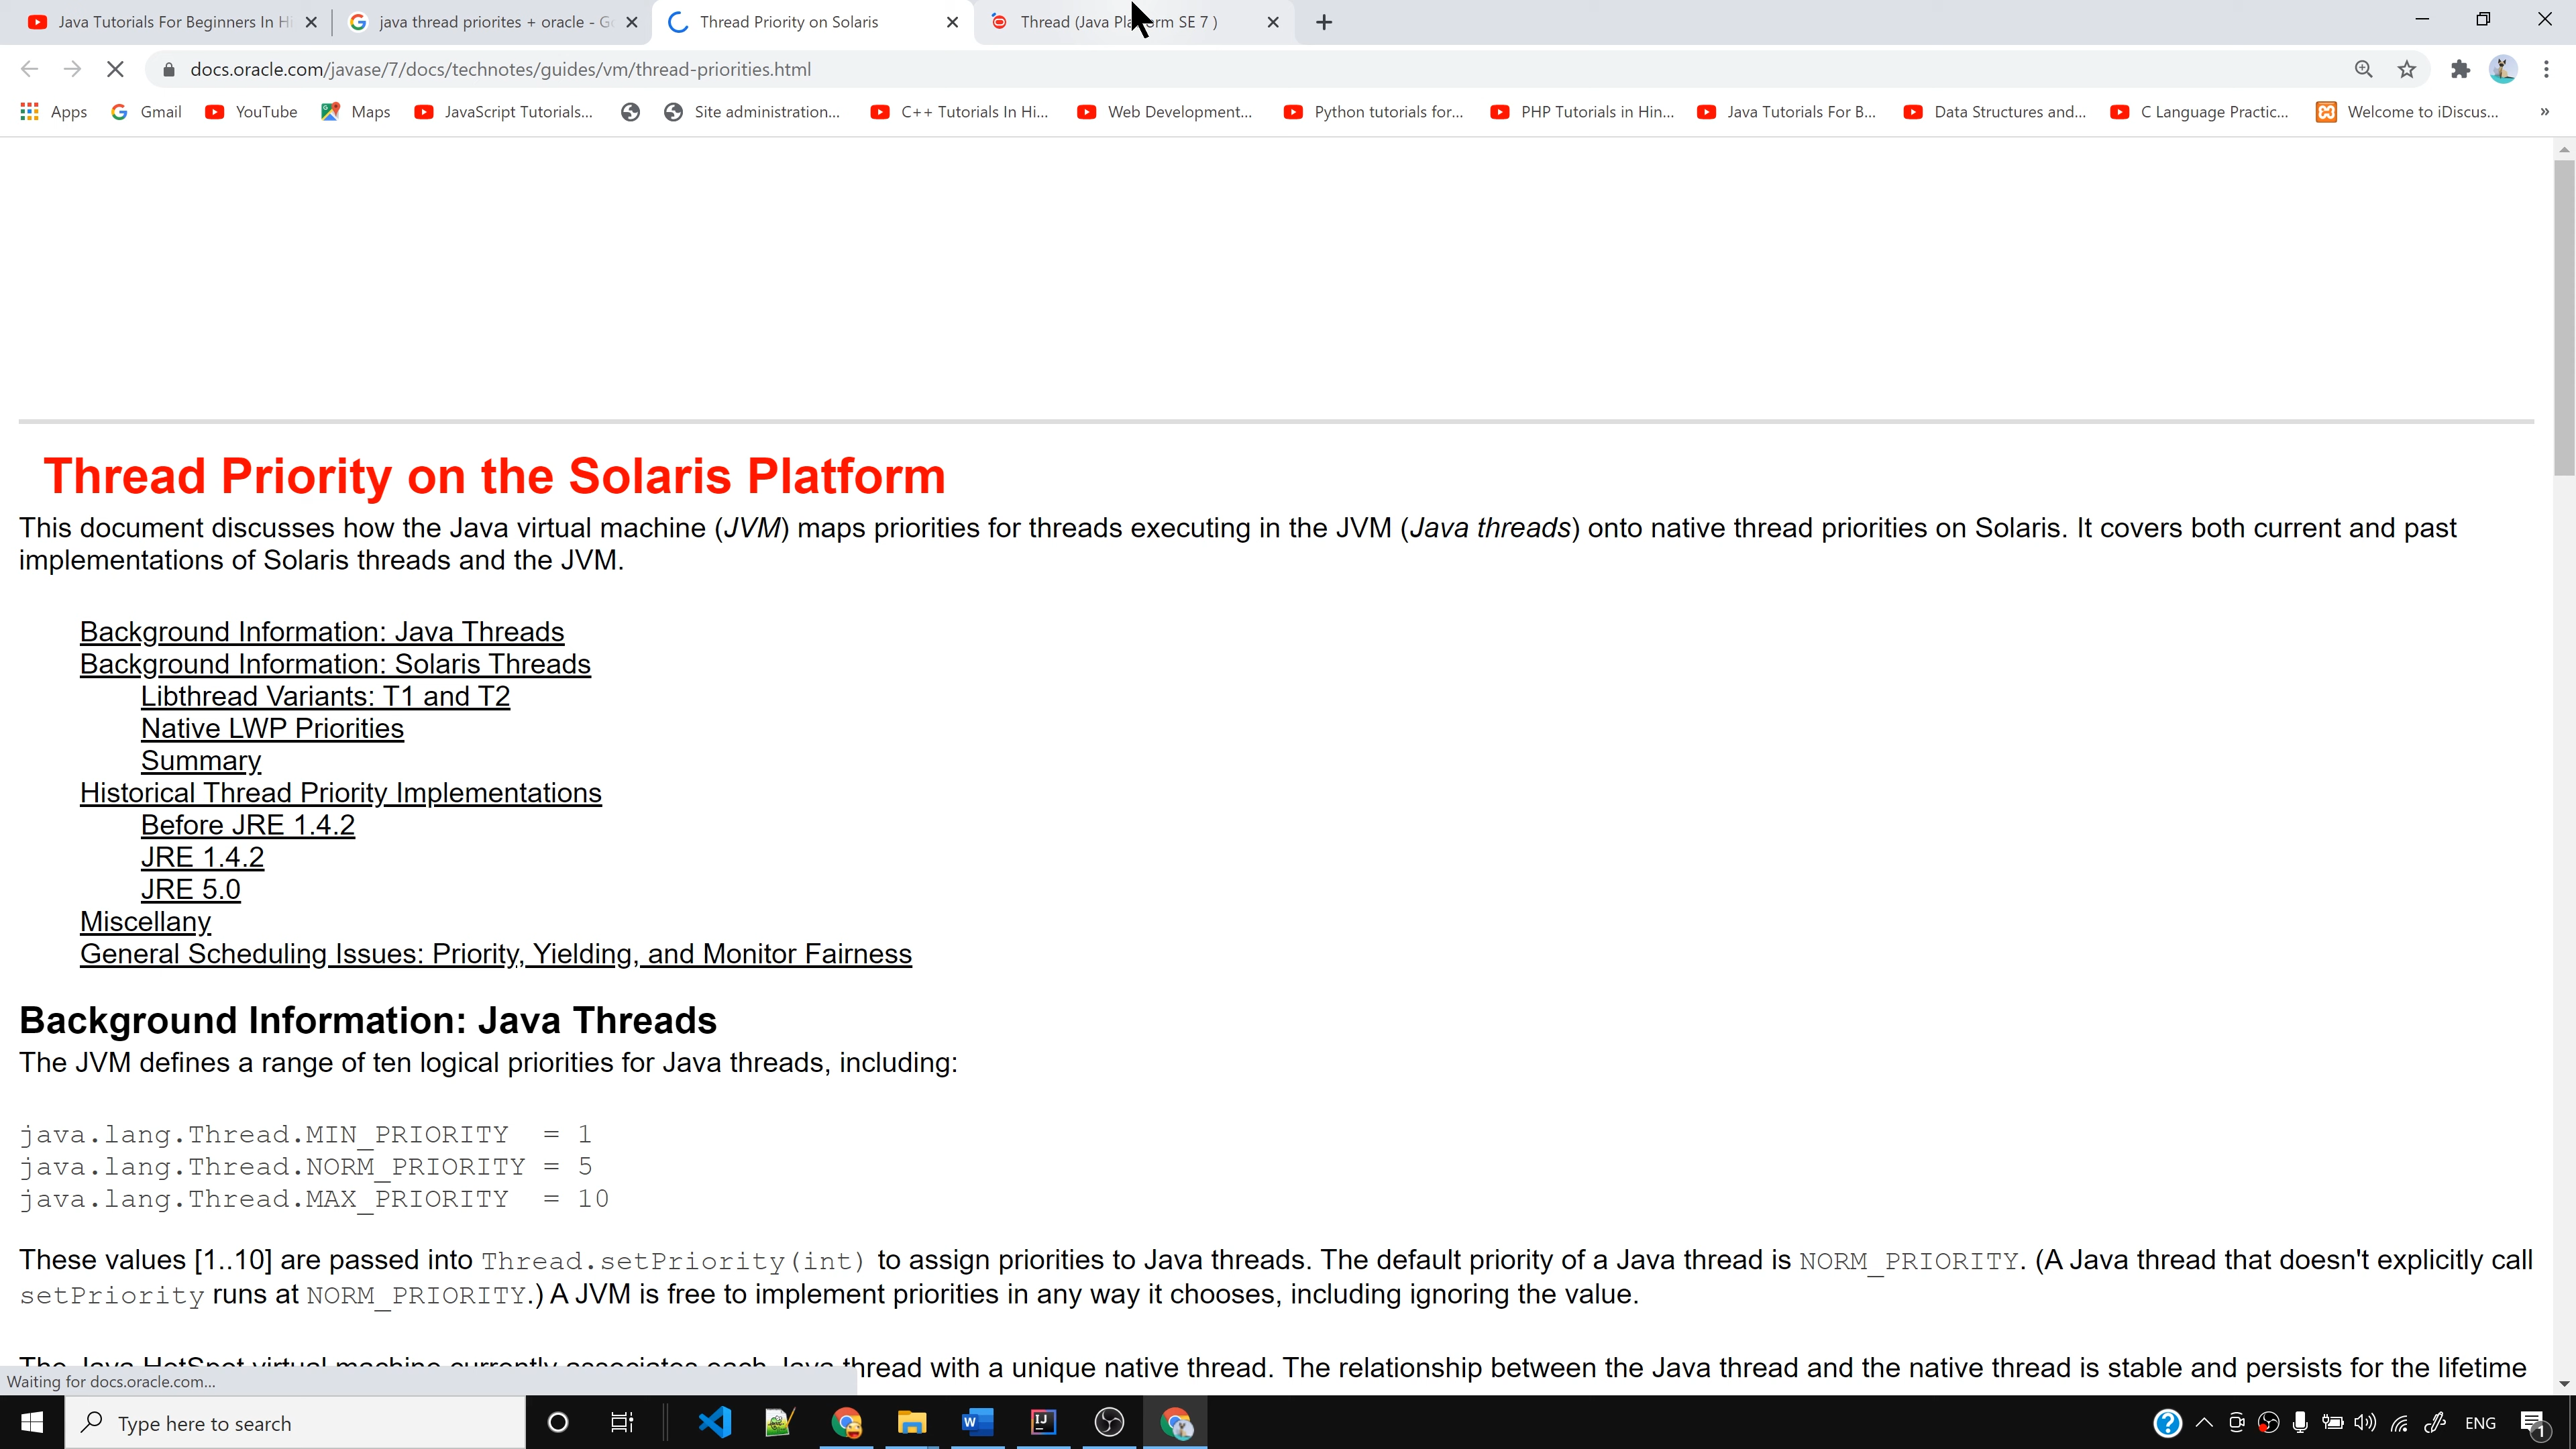 Java Tutorials For Beginners In Hi
java thread priorites + oracle - Go
Thread Priority on Solaris
Thread (Java Pla rm SE 7 )
docs.oracle.com/javase/7/docs/technotes/guides/vm/thread-priorities.html
Apps
Gmail
YouTube
Maps
JavaScript Tutorials...
Site administration...
C++ Tutorials In Hi...
Web Development...
Python tutorials for...
PHP Tutorials in Hin...
Java Tutorials For B...
Data Structures and...
C Language Practic...
Welcome to iDiscus...
»
Thread Priority on the Solaris Platform
This document discusses how the Java virtual machine (JVM) maps priorities for threads executing in the JVM (Java threads) onto native thread priorities on Solaris. It covers both current and past
implementations of Solaris threads and the JVM.
Background Information: Java Threads
Background Information: Solaris Threads
Libthread Variants: T1 and T2
Native LWP Priorities
Summary
Historical Thread Priority Implementations
Before JRE 1.4.2
JRE 1.4.2
JRE 5.0
Miscellany
General Scheduling Issues: Priority, Yielding, and Monitor Fairness
Background Information: Java Threads
The JVM defines a range of ten logical priorities for Java threads, including:
java.lang.Thread.MIN_PRIORITY = 1
java.lang.Thread.NORM_PRIORITY = 5
java.lang.Thread.MAX_PRIORITY = 10
These values [1..10] are passed into Thread.setPriority(int) to assign priorities to Java threads. The default priority of a Java thread is NORM_PRIORITY. (A Java thread that doesn't explicitly call
setPriority runs at NORM_PRIORITY.) A JVM is free to implement priorities in any way it chooses, including ignoring the value.
The Java HotSpot virtual machine currently associates each Java thread with a unique native thread. The relationship between the Java thread and the native thread is stable and persists for the lifetime
Waiting for docs.oracle.com...
Type here to search
ENG
1